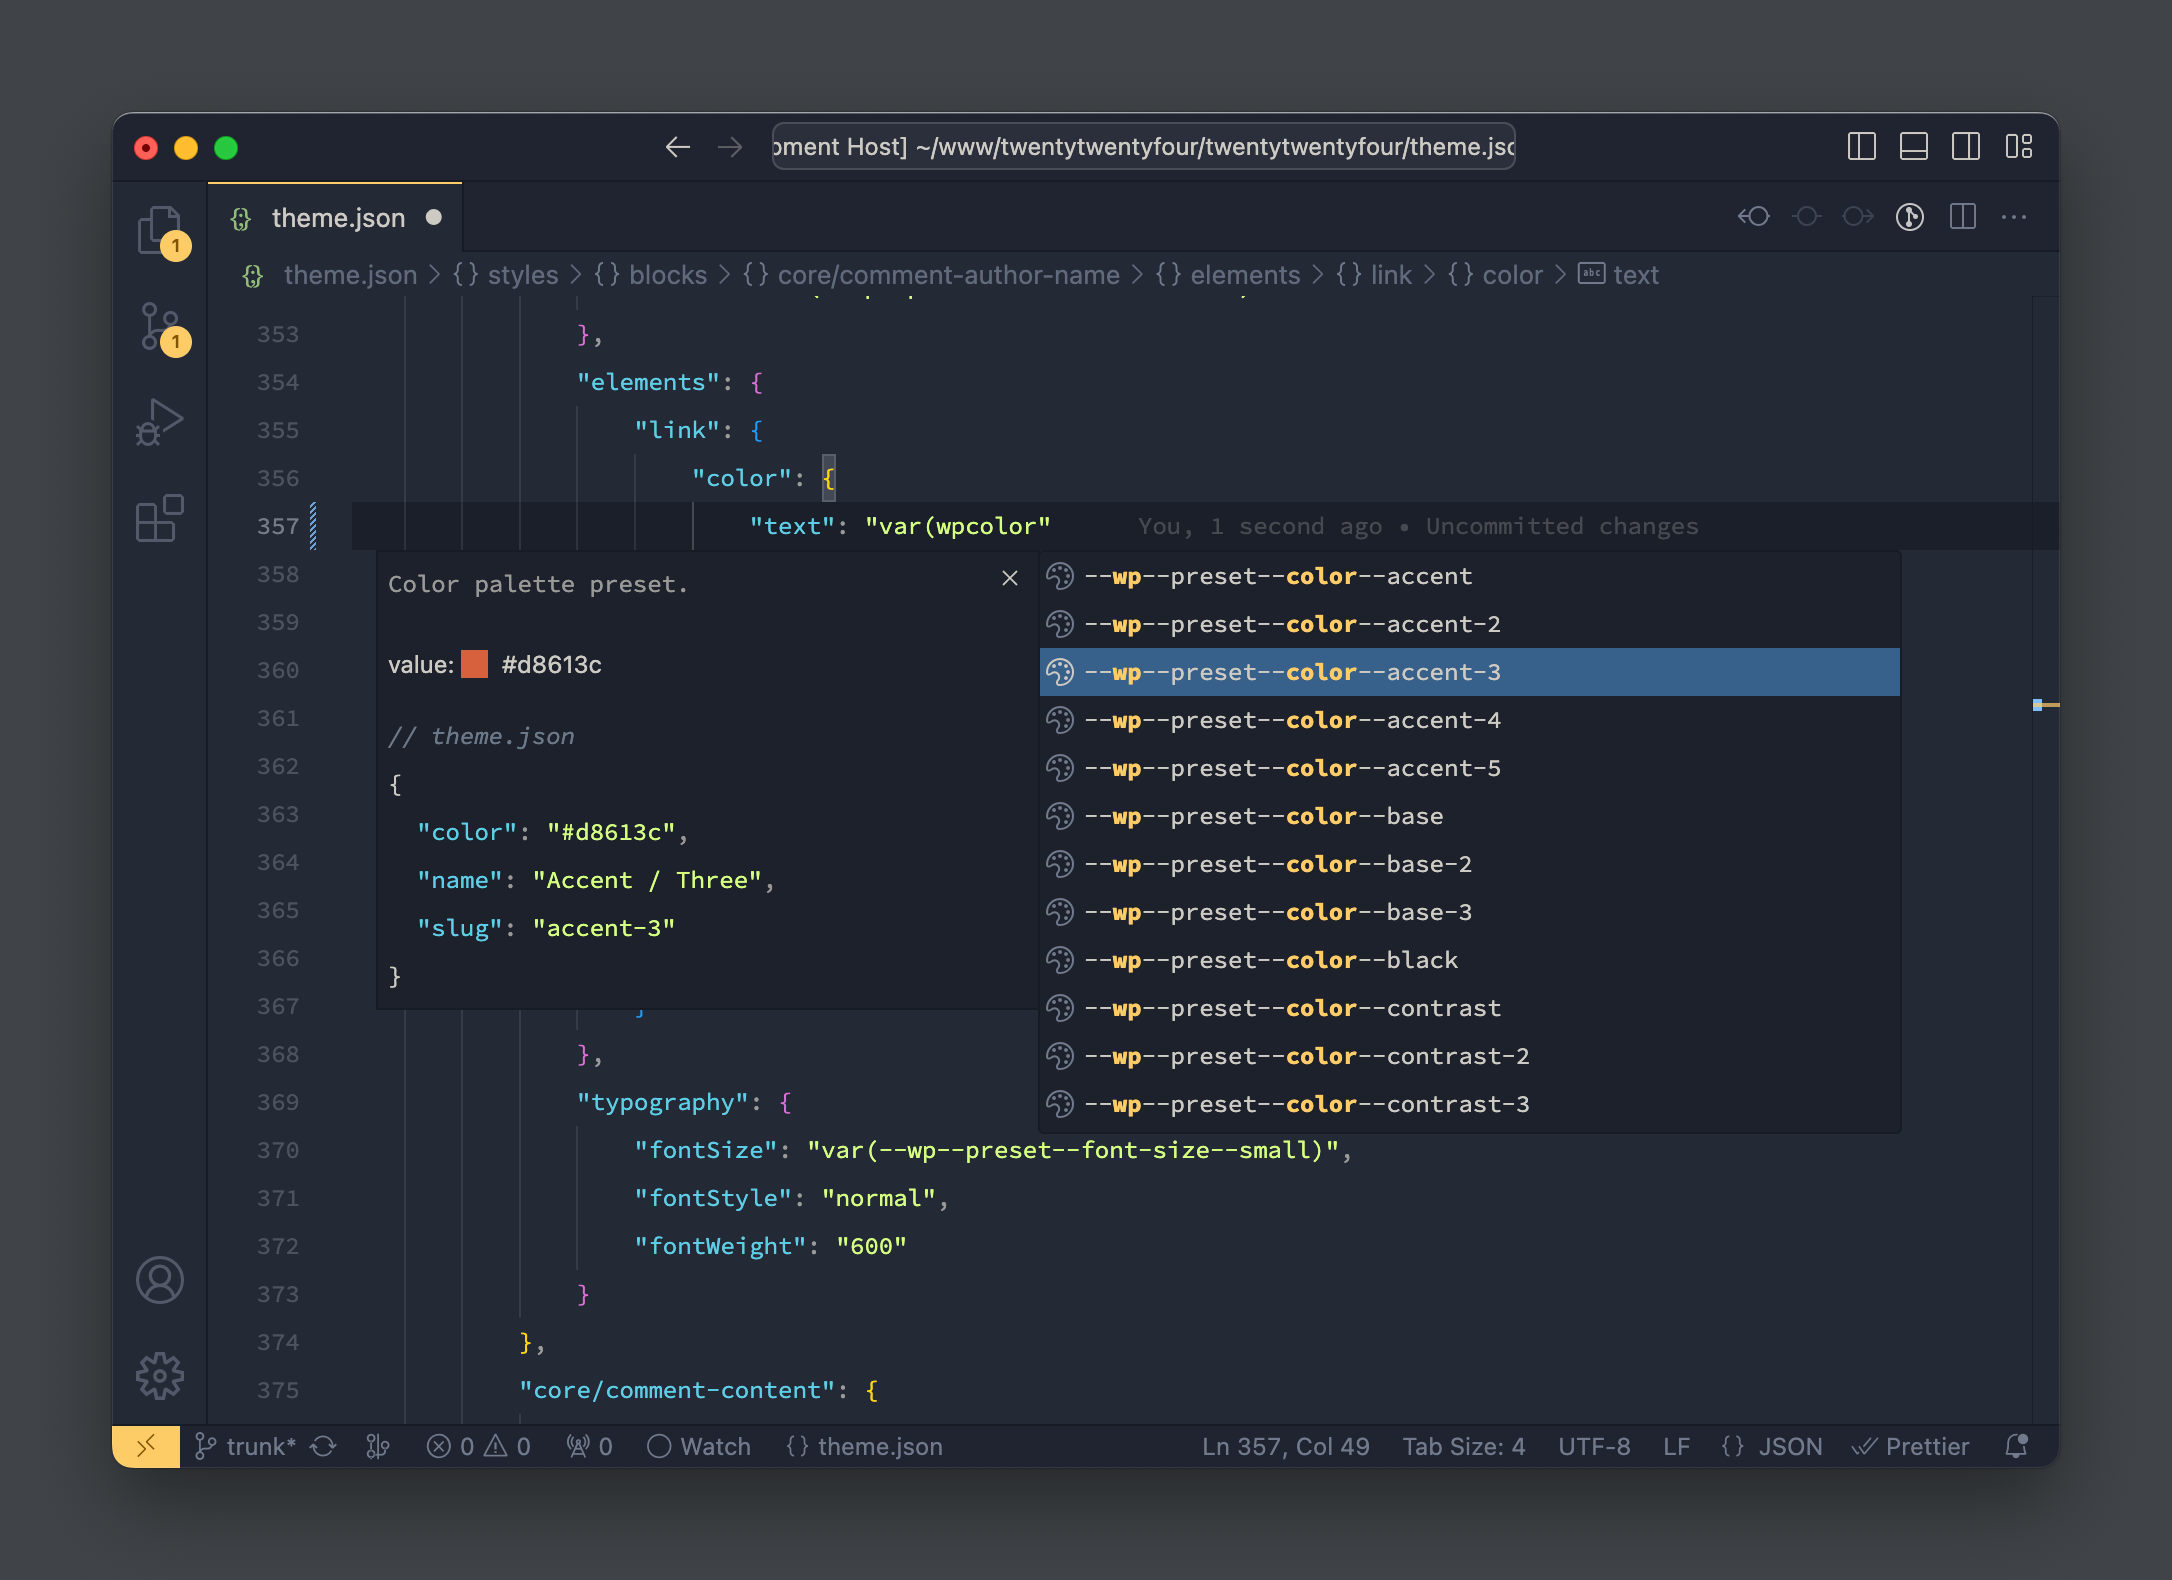 oment Host] ~/www/twentytwentyfour/twentytwentyfour/theme.jso
1
1
theme.json
theme.json > {} styles > {} blocks > {} core/comment-author-name > {} elements > {} link > {} color > abc text
353 },
354 "elements": {
355 "link": {
356 "color": {
357 "text": "var(wpcolor" You, 1 second ago • Uncommitted changes
358
359
360
361
362
363
364
365
366
367 }
Color palette preset.
value: #d8613c
// theme.json
{
"color": "#d8613c",
"name": "Accent / Three",
"slug": "accent-3"
}
--wp--preset--color--accent
--wp--preset--color--accent-2
--wp--preset--color--accent-3
--wp--preset--color--accent-4
--wp--preset--color--accent-5
--wp--preset--color--base
--wp--preset--color--base-2
--wp--preset--color--base-3
--wp--preset--color--black
--wp--preset--color--contrast
--wp--preset--color--contrast-2
--wp--preset--color--contrast-3
368 },
369 "typography": {
370 "fontSize": "var(--wp--preset--font-size--small)",
371 "fontStyle": "normal",
372 "fontWeight": "600"
373 }
374 },
375 "core/comment-content": {
trunk* 0 0 0 Watch {} theme.json Ln 357, Col 49 Tab Size: 4 UTF-8 LF {} JSON Prettier